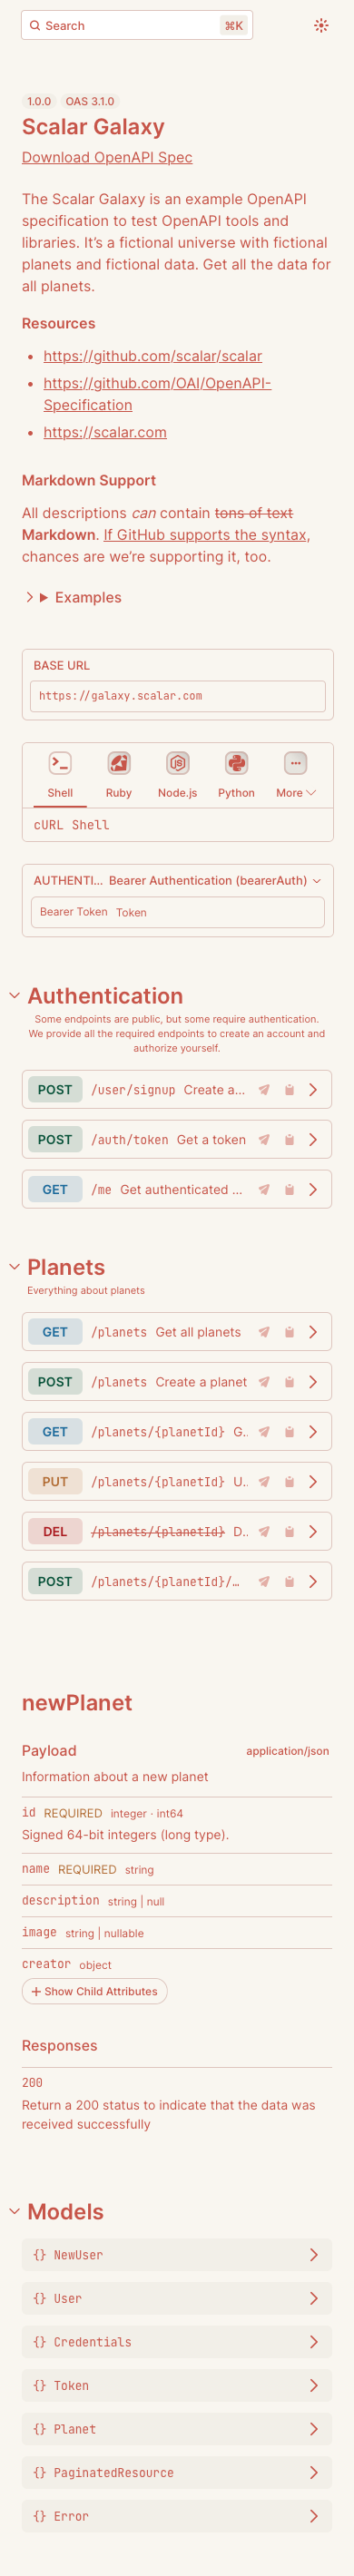 Search ⌘K
1.0.0 OAS 3.1.0
Scalar Galaxy
Download OpenAPI Spec
The Scalar Galaxy is an example OpenAPI
specification to test OpenAPI tools and
libraries. It’s a fictional universe with fictional
planets and fictional data. Get all the data for
all planets.
Resources
• https://github.com/scalar/scalar
• https://github.com/OAI/OpenAPI-
Specification
• https://scalar.com
Markdown Support
All descriptions can contain tons of text
Markdown. If GitHub supports the syntax,
chances are we’re supporting it, too.
Examples
BASE URL
https://galaxy.scalar.com
Shell Ruby Node.js Python More
cURL Shell
AUTHENTI... Bearer Authentication (bearerAuth)
Bearer Token Token
Authentication
Some endpoints are public, but some require authentication.
We provide all the required endpoints to create an account and
authorize yourself.
POST /user/signup Create a...
POST /auth/token Get a token
GET /me Get authenticated ...
Planets
Everything about planets
GET /planets Get all planets
POST /planets Create a planet
GET /planets/{planetId} G..
PUT /planets/{planetId} U..
DEL /planets/{planetId} D..
POST /planets/{planetId}/…
newPlanet
Payload application/json
Information about a new planet
id REQUIRED integer · int64
Signed 64-bit integers (long type).
name REQUIRED string
description string | null
image string | nullable
creator object
+ Show Child Attributes
Responses
200
Return a 200 status to indicate that the data was
received successfully
Models
{} NewUser
{} User
{} Credentials
{} Token
{} Planet
{} PaginatedResource
{} Error